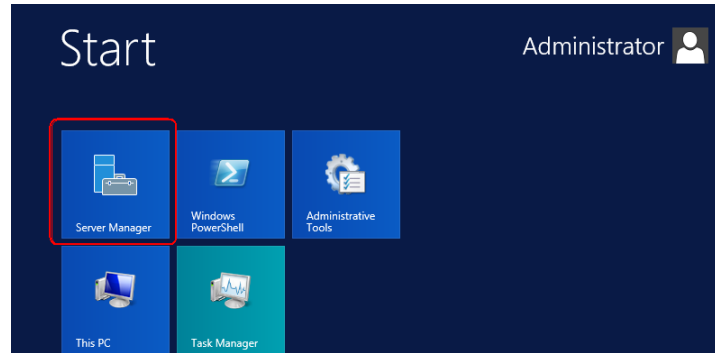 Start
Administrator
Server Manager
Windows
PowerShell
Administrative
Tools
This PC
Task Manager